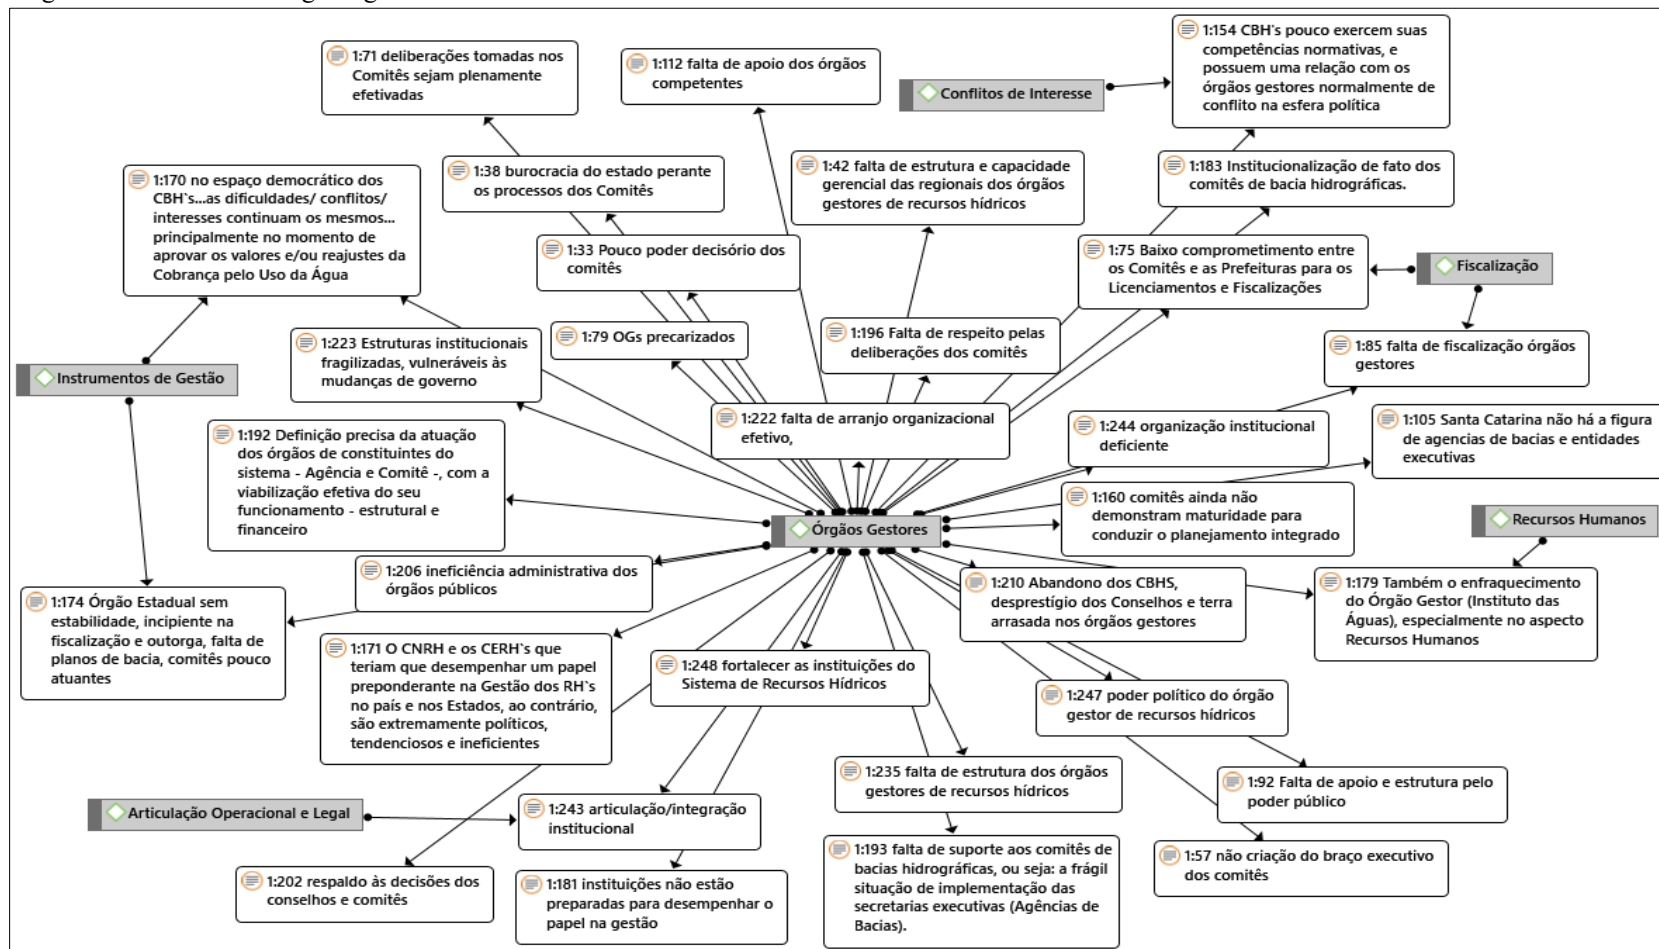 1:71 deliberações tomadas nos
Comitês sejam plenamente
efetivadas
1:112 falta de apoio dos órgãos
competentes
Conflitos de Interesse
1:154 CBH's pouco exercem suas
competências normativas, e
possuem uma relação com os
órgãos gestores normalmente de
conflito na esfera política
1:170 no espaço democrático dos
CBH`s...as dificuldades/ conflitos/
interesses continuam os mesmos...
principalmente no momento de
aprovar os valores e/ou reajustes da
Cobrança pelo Uso da Água
1:38 burocracia do estado perante
os processos dos Comitês
1:42 falta de estrutura e capacidade
gerencial das regionais dos órgãos
gestores de recursos hídricos
1:183 Institucionalização de fato dos
comitês de bacia hidrográficas.
1:33 Pouco poder decisório dos
comitês
1:75 Baixo comprometimento entre
os Comitês e as Prefeituras para os
Licenciamentos e Fiscalizações
Fiscalização
1:223 Estruturas institucionais
fragilizadas, vulneráveis às
mudanças de governo
1:79 OGs precarizados
1:196 Falta de respeito pelas
deliberações dos comitês
1:85 falta de fiscalização órgãos
gestores
Instrumentos de Gestão
1:192 Definição precisa da atuação
dos órgãos de constituintes do
sistema - Agência e Comitê -, com a
viabilização efetiva do seu
funcionamento - estrutural e
financeiro
1:222 falta de arranjo organizacional
efetivo,
1:244 organização institucional
deficiente
1:105 Santa Catarina não há a figura
de agencias de bacias e entidades
executivas
Órgãos Gestores
1:160 comitês ainda não
demonstram maturidade para
conduzir o planejamento integrado
Recursos Humanos
1:206 ineficiência administrativa dos
órgãos públicos
1:210 Abandono dos CBHS,
desprestígio dos Conselhos e terra
arrasada nos órgãos gestores
1:179 Também o enfraquecimento
do Órgão Gestor (Instituto das
Águas), especialmente no aspecto
Recursos Humanos
1:174 Órgão Estadual sem
estabilidade, incipiente na
fiscalização e outorga, falta de
planos de bacia, comitês pouco
atuantes
1:171 O CNRH e os CERH`s que
teriam que desempenhar um papel
preponderante na Gestão dos RH`s
no país e nos Estados, ao contrário,
são extremamente políticos,
tendenciosos e ineficientes
1:248 fortalecer as instituições do
Sistema de Recursos Hídricos
1:247 poder político do órgão
gestor de recursos hídricos
1:235 falta de estrutura dos órgãos
gestores de recursos hídricos
1:92 Falta de apoio e estrutura pelo
poder público
Articulação Operacional e Legal
1:243 articulação/integração
institucional
1:193 falta de suporte aos comitês de
bacias hidrográficas, ou seja: a frágil
situação de implementação das
secretarias executivas (Agências de
Bacias).
1:57 não criação do braço executivo
dos comitês
1:202 respaldo às decisões dos
conselhos e comitês
1:181 instituições não estão
preparadas para desempenhar o
papel na gestão